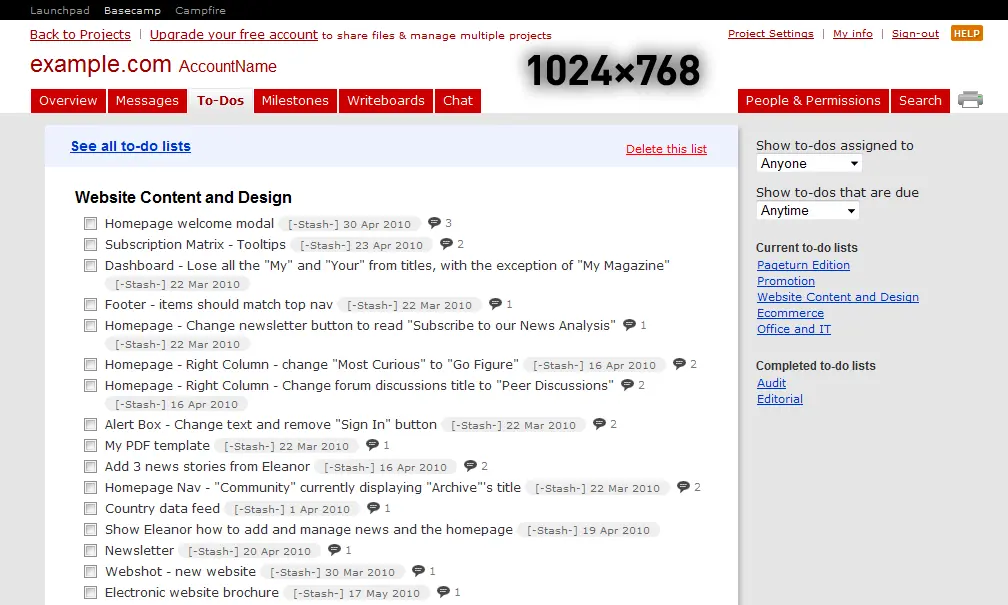 Launchpad Basecamp Campfire
Back to Projects | Upgrade your free account to share files & manage multiple projects
Project Settings | My info | Sign-out HELP
example.com AccountName
1024×768
Overview Messages To-Dos Milestones Writeboards Chat People & Permissions Search
See all to-do lists Delete this list
Website Content and Design
Homepage welcome modal [-Stash-] 30 Apr 2010 3
Subscription Matrix - Tooltips [-Stash-] 23 Apr 2010 2
Dashboard - Lose all the "My" and "Your" from titles, with the exception of "My Magazine"
[-Stash-] 22 Mar 2010
Footer - items should match top nav [-Stash-] 22 Mar 2010 1
Homepage - Change newsletter button to read "Subscribe to our News Analysis" 1
[-Stash-] 22 Mar 2010
Homepage - Right Column - change "Most Curious" to "Go Figure" [-Stash-] 16 Apr 2010 2
Homepage - Right Column - Change forum discussions title to "Peer Discussions" 2
[-Stash-] 16 Apr 2010
Alert Box - Change text and remove "Sign In" button [-Stash-] 22 Mar 2010 2
My PDF template [-Stash-] 22 Mar 2010 1
Add 3 news stories from Eleanor [-Stash-] 16 Apr 2010 2
Homepage Nav - "Community" currently displaying "Archive"'s title [-Stash-] 22 Mar 2010 2
Country data feed [-Stash-] 1 Apr 2010 1
Show Eleanor how to add and manage news and the homepage [-Stash-] 19 Apr 2010
Newsletter [-Stash-] 20 Apr 2010 1
Webshot - new website [-Stash-] 30 Mar 2010 1
Electronic website brochure [-Stash-] 17 May 2010 1
Show to-dos assigned to
Anyone
Show to-dos that are due
Anytime
Current to-do lists
Pageturn Edition
Promotion
Website Content and Design
Ecommerce
Office and IT
Completed to-do lists
Audit
Editorial